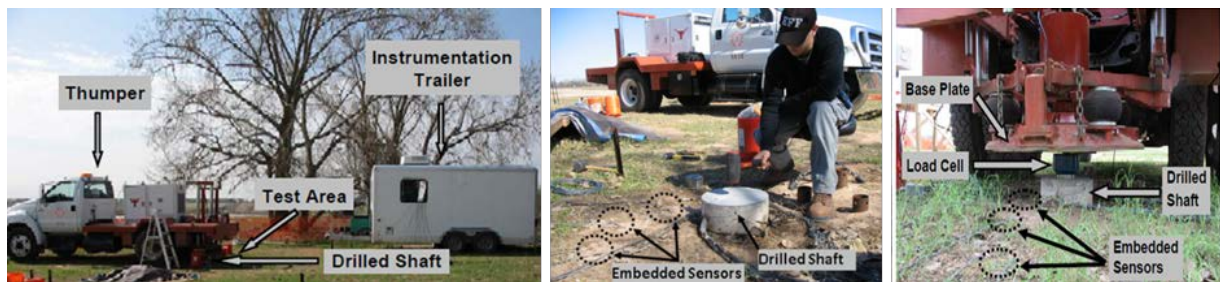 Thumper
Instrumentation
Trailer
Test Area
Drilled Shaft
EFF
Embedded Sensors
Drilled Shaft
Base Plate
Load Cell
Drilled
Shaft
Embedded
Sensors